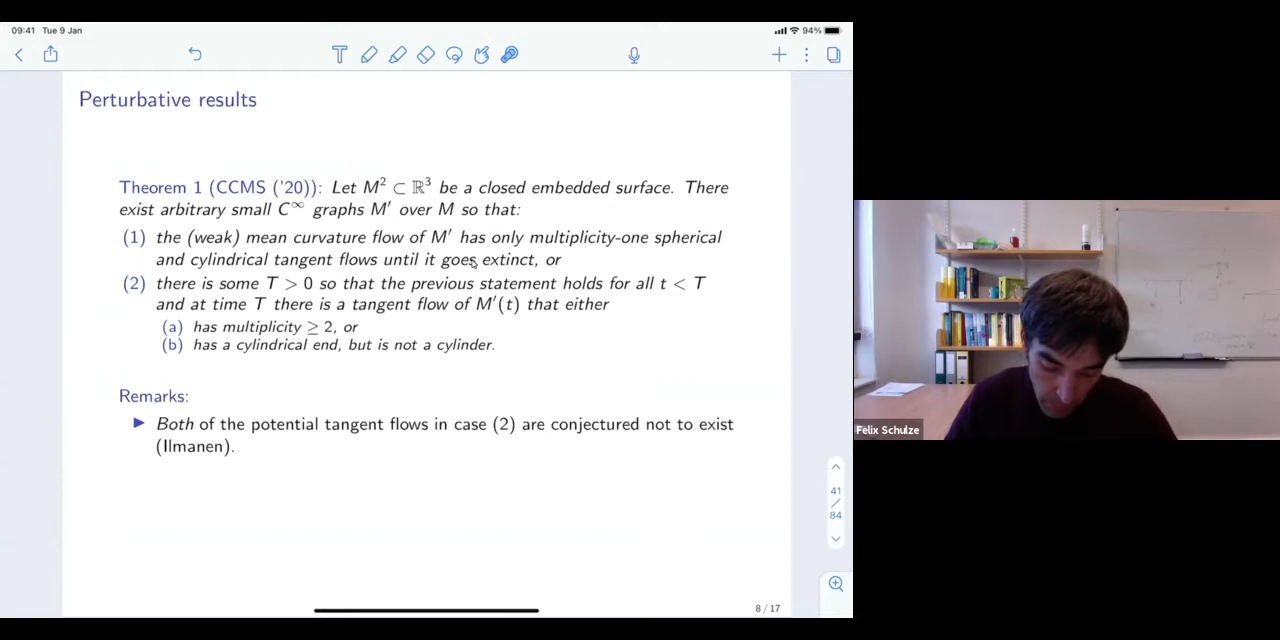 09:41 Tue 9 Jan
94%
Perturbative results
Theorem 1 (CCMS ('20)): Let M² ⊂ ℝ³ be a closed embedded surface. There
exist arbitrary small C∞ graphs M′ over M so that:
(1) the (weak) mean curvature flow of M′ has only multiplicity-one spherical
and cylindrical tangent flows until it goes extinct, or
(2) there is some T > 0 so that the previous statement holds for all t < T
and at time T there is a tangent flow of M′(t) that either
(a) has multiplicity ≥ 2, or
(b) has a cylindrical end, but is not a cylinder.
Remarks:
▶ Both of the potential tangent flows in case (2) are conjectured not to exist
(Ilmanen).
41
/
84
8 / 17
Felix Schulze